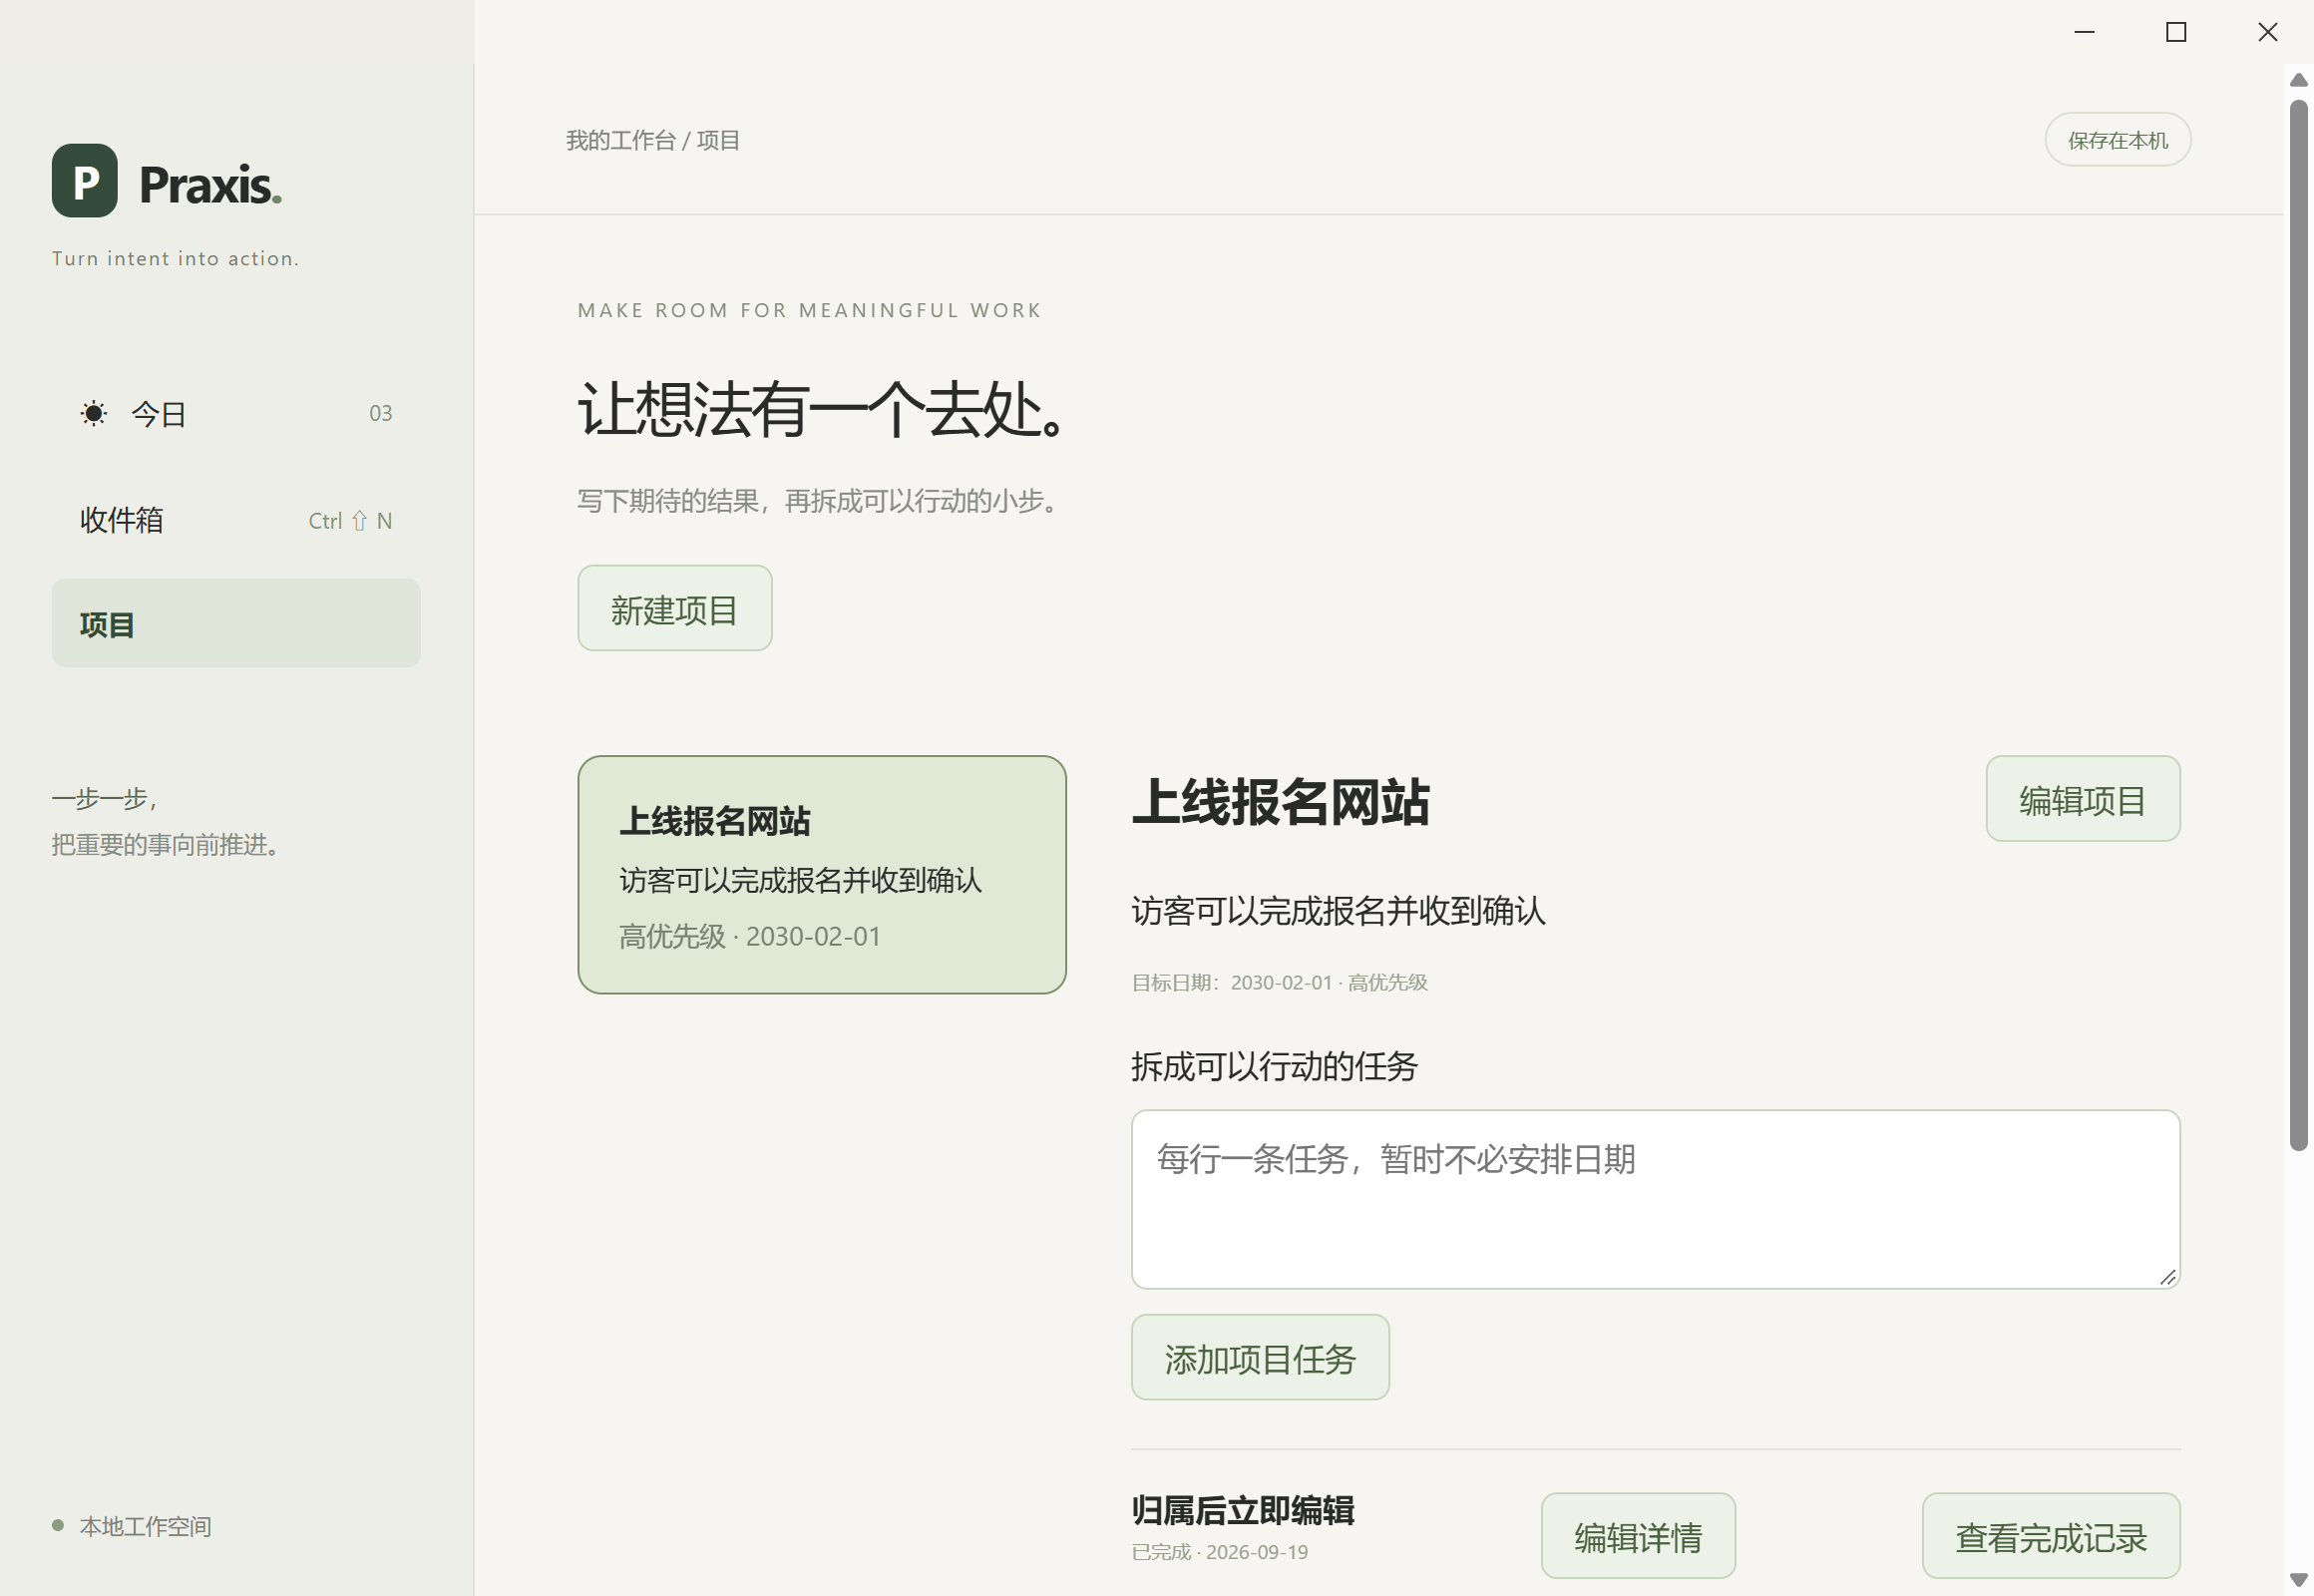 P Praxis.
Turn intent into action.
今日 03
收件箱 Ctrl ⇧ N
项目
一步一步，
把重要的事向前推进。
本地工作空间
我的工作台 / 项目
保存在本机
MAKE ROOM FOR MEANINGFUL WORK
让想法有一个去处。
写下期待的结果，再拆成可以行动的小步。
新建项目
上线报名网站
访客可以完成报名并收到确认
高优先级 · 2030-02-01
上线报名网站
编辑项目
访客可以完成报名并收到确认
目标日期：2030-02-01 · 高优先级
拆成可以行动的任务
每行一条任务，暂时不必安排日期
添加项目任务
归属后立即编辑
已完成 · 2026-09-19
编辑详情
查看完成记录